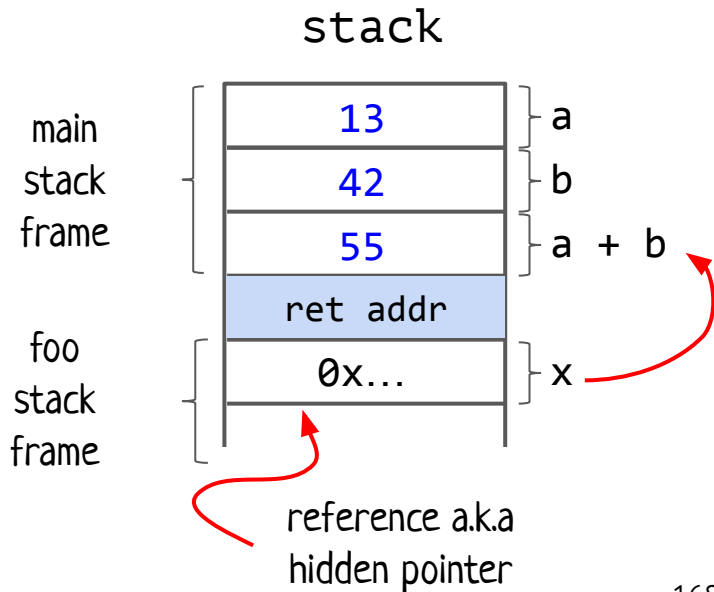 stack
main
stack
frame
13
a
42
b
55
a + b
ret addr
foo
stack
frame
0x…
x
reference a.k.a
hidden pointer